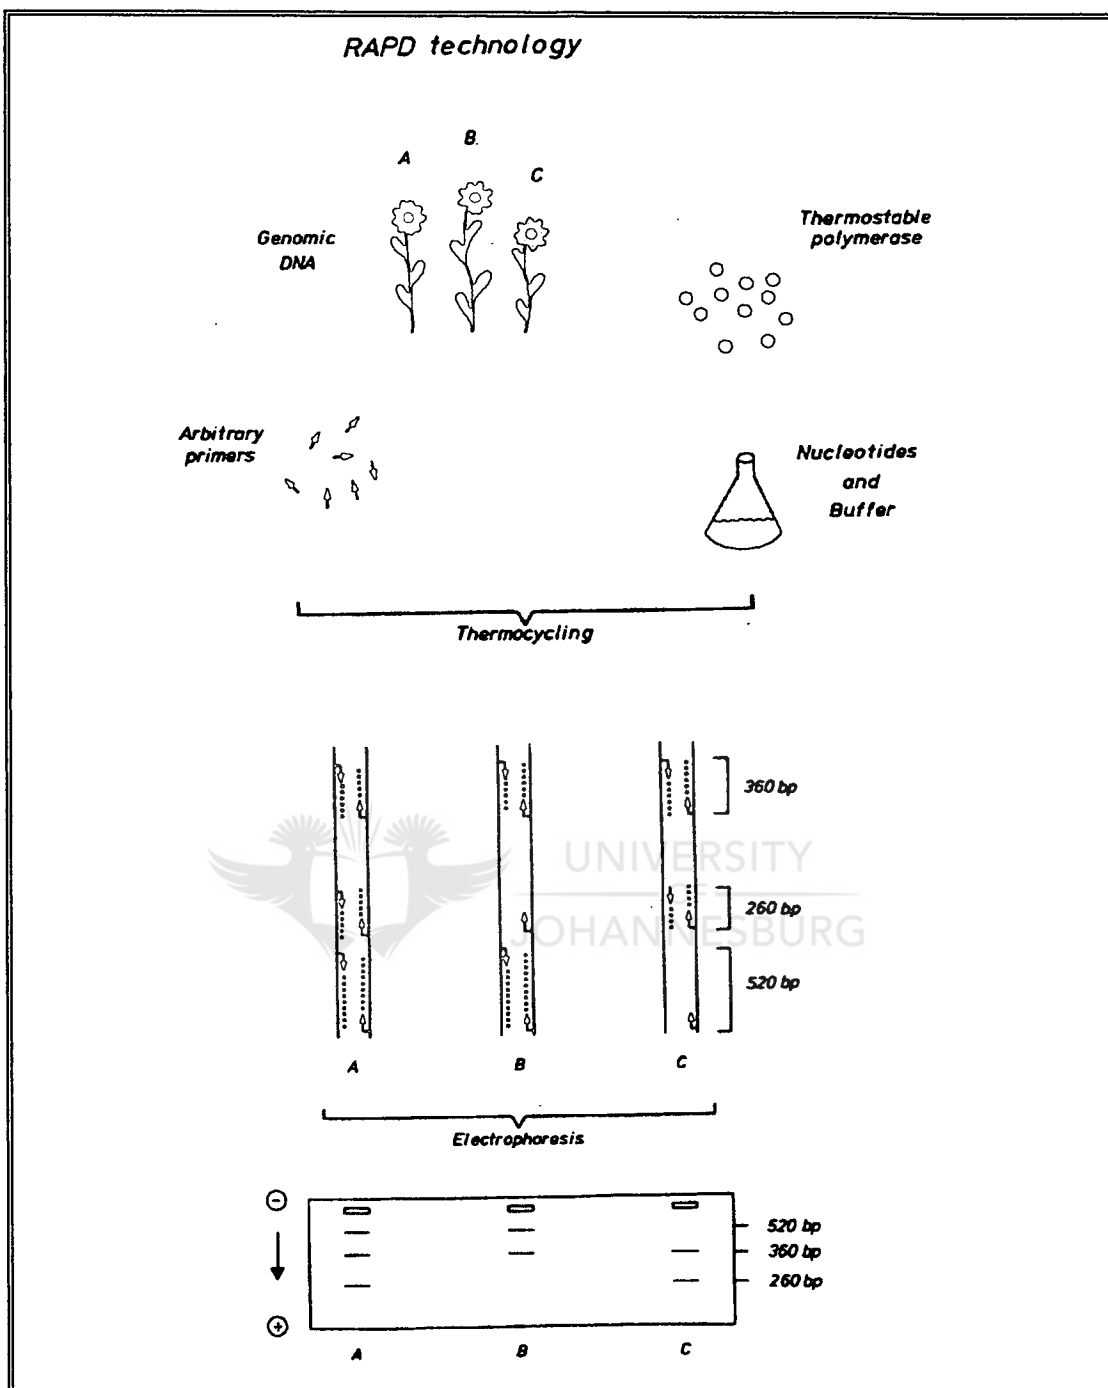 RAPD technology
A
B.
C
Genomic
DNA
Thermostable
polymerase
Arbitrary
primers
Nucleotides
and
Buffer
Thermocycling
360 bp
260 bp
520 bp
UNIVERSITY
OF
JOHANNESBURG
A
B
C
Electrophoresis
-
520 bp
360 bp
260 bp
+
A
B
C